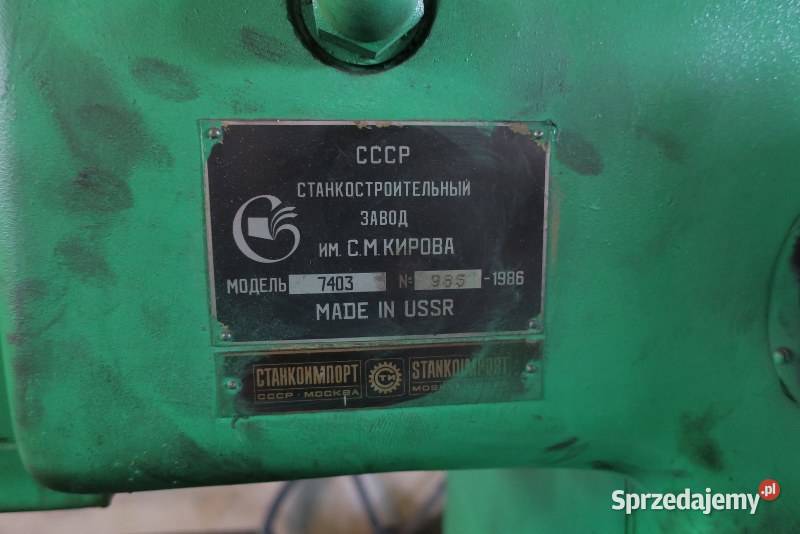 СССР
СТАНКОСТРОИТЕЛЬНЫЙ
ЗАВОД
ИМ. С.М.КИРОВА
МОДЕЛЬ 7403 № 985 -1986
MADE IN USSR
СТАНКОИМПОРТ STANKOIMPORT
СССР·МОСКВА
Sprzedajemy.pl